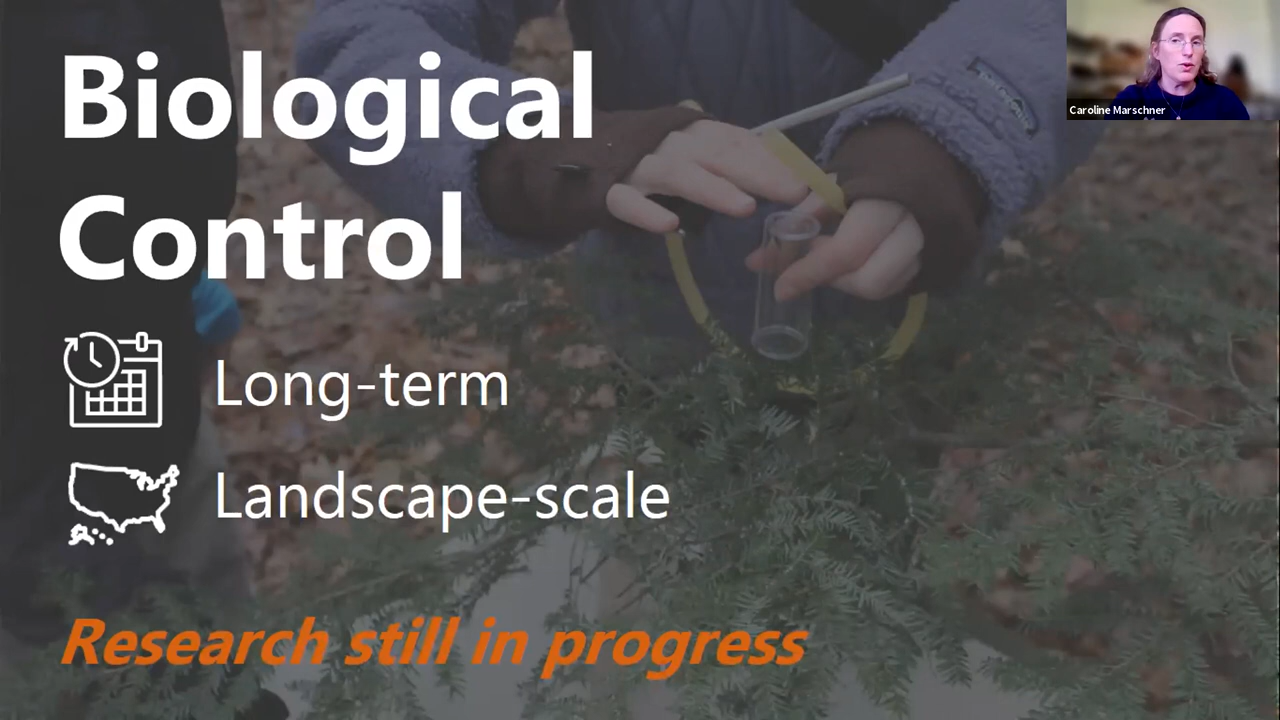 Biological
Control
Caroline Marschner
Long-term
Landscape-scale
Research still in progress